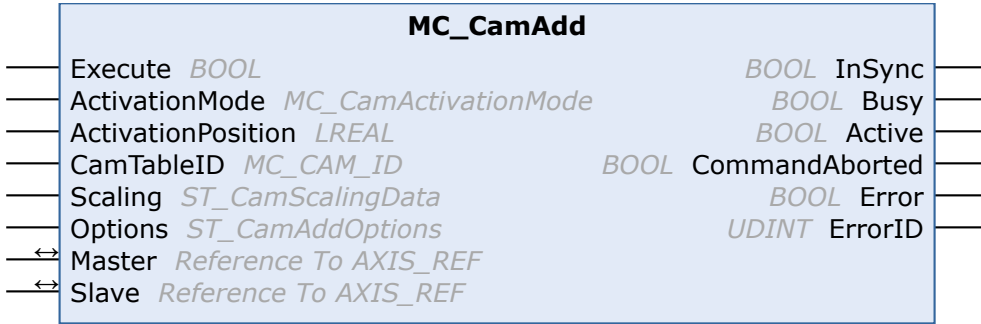 MC_CamAdd
Execute BOOL BOOL InSync
ActivationMode MC_CamActivationMode BOOL Busy
ActivationPosition LREAL BOOL Active
CamTableID MC_CAM_ID BOOL CommandAborted
Scaling ST_CamScalingData BOOL Error
Options ST_CamAddOptions UDINT ErrorID
Master Reference To AXIS_REF
Slave Reference To AXIS_REF